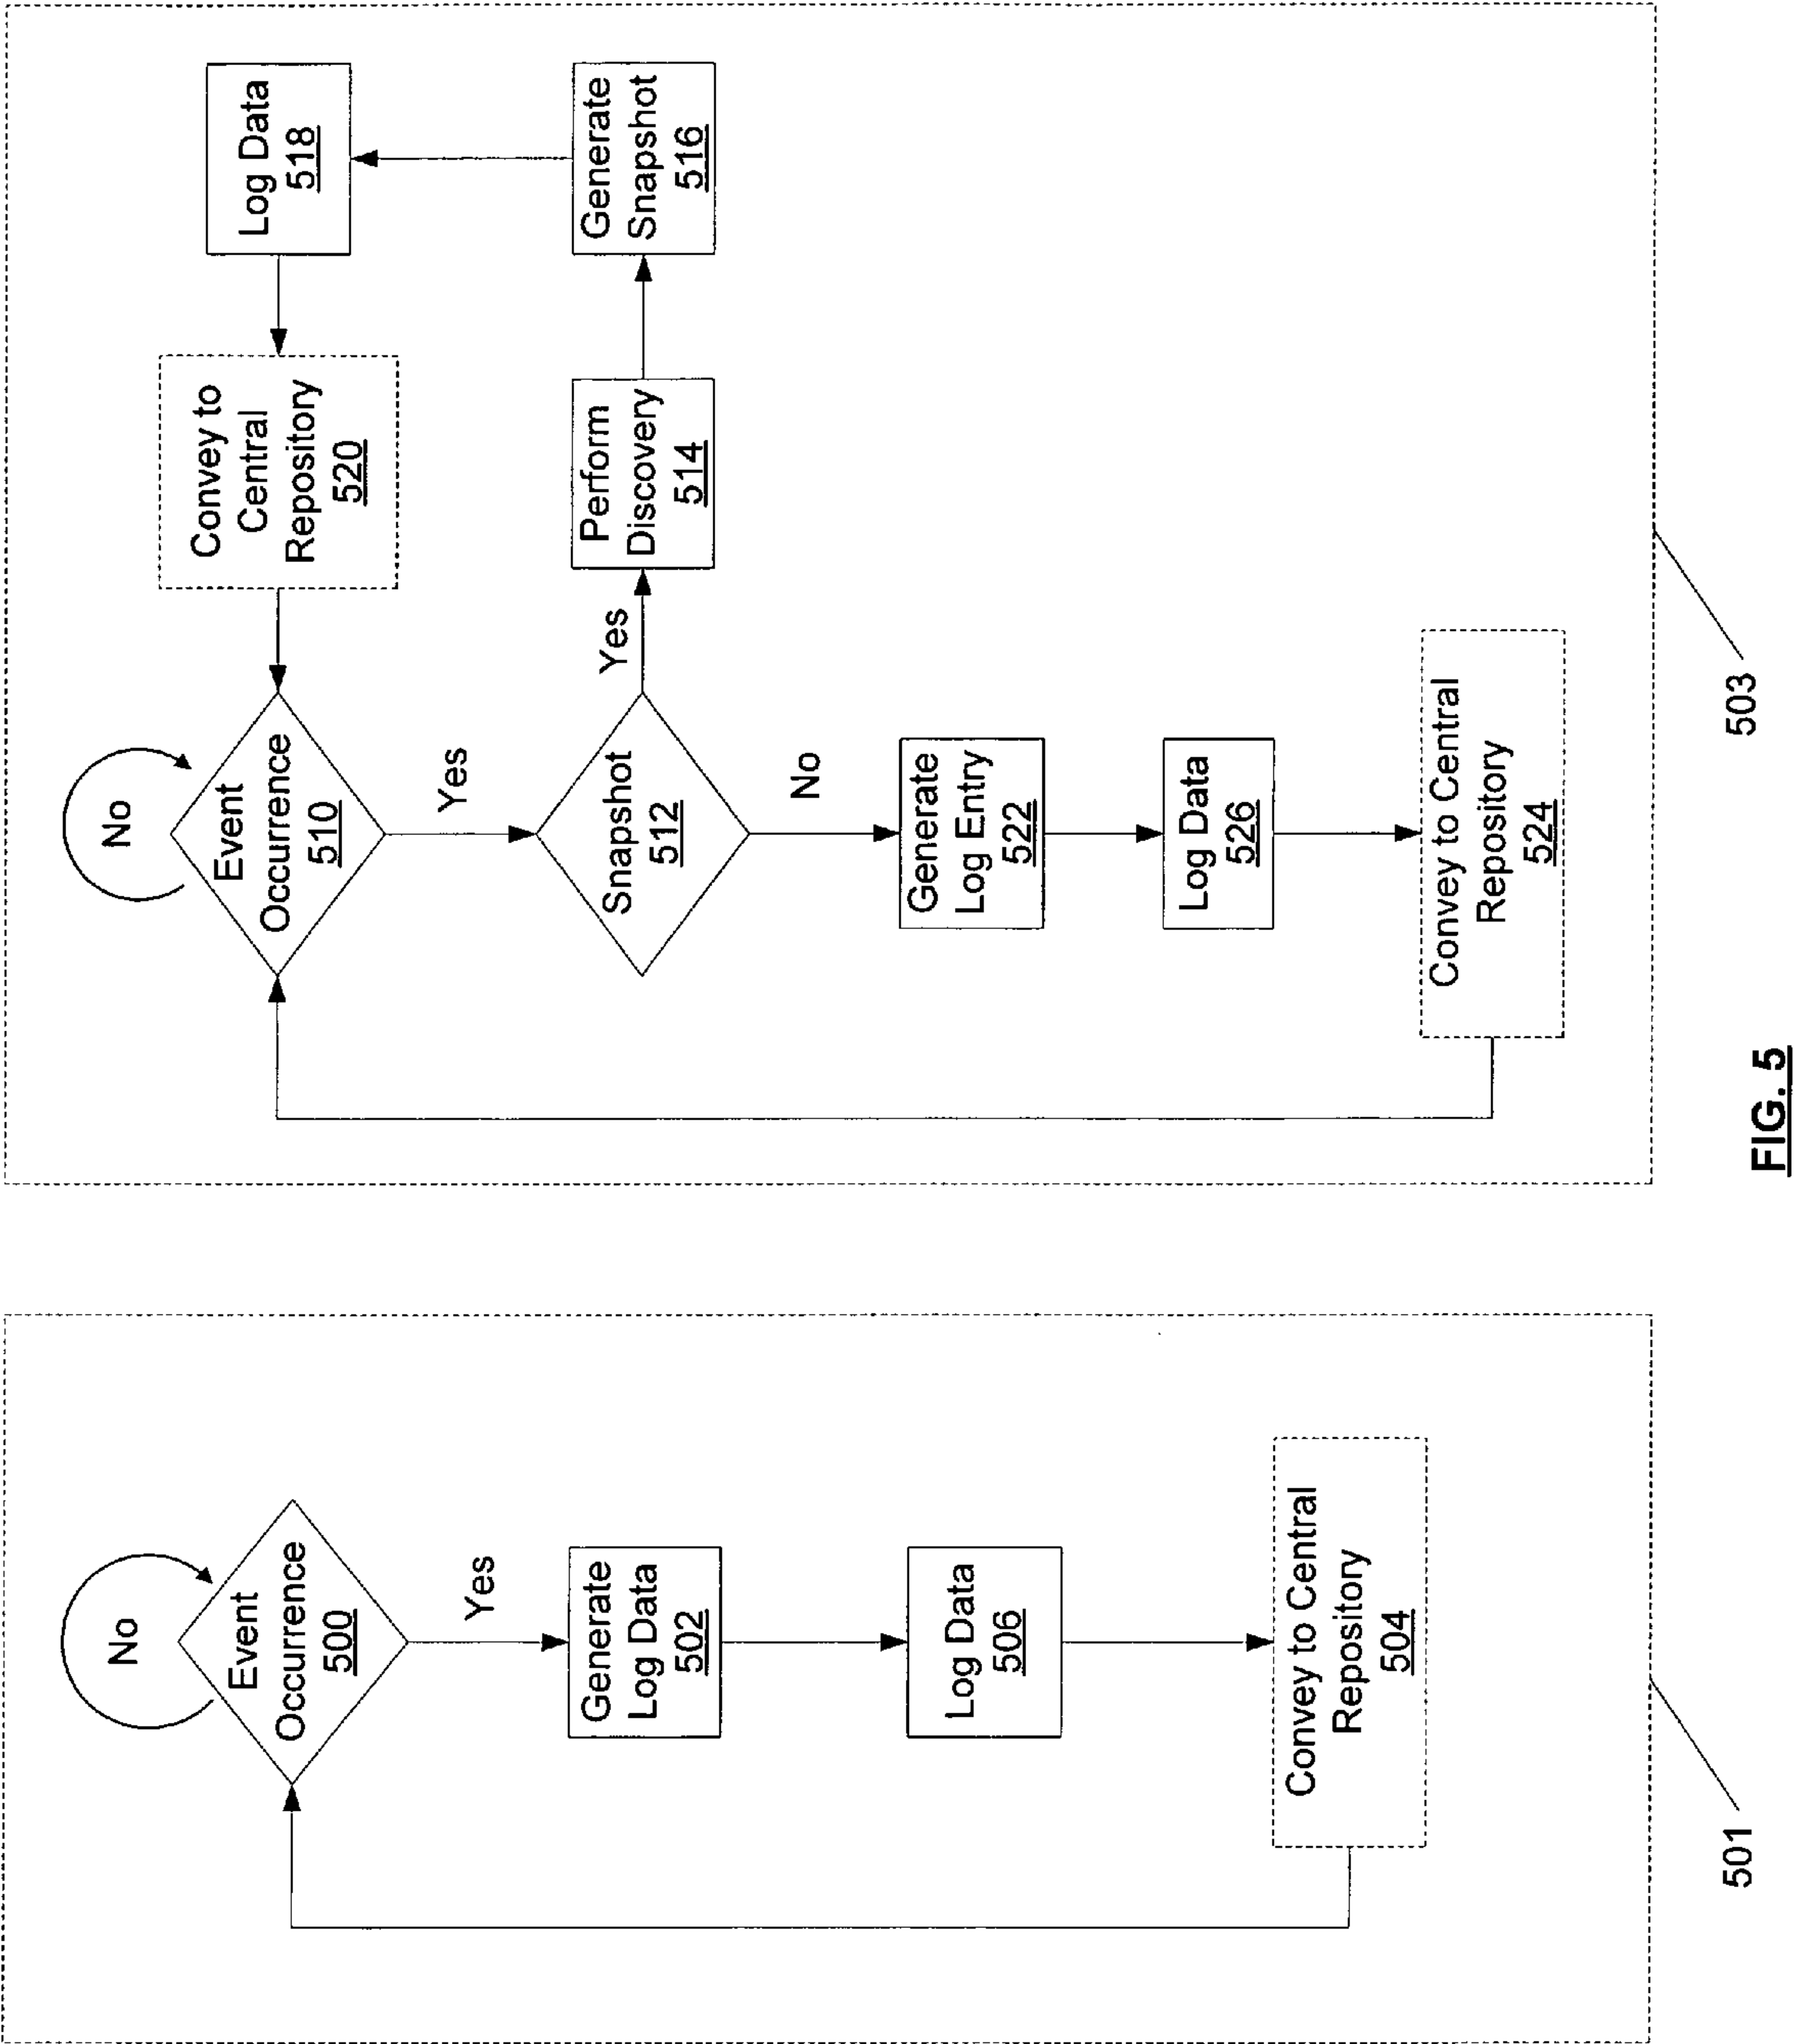 No
Event
Occurrence
500
Yes
Generate
Log Data
502
Log Data
506
Convey to Central
Repository
504
501
No
Event
Occurrence
510
Yes
Snapshot
512
Yes
Perform
Discovery
514
Generate
Snapshot
516
Log Data
518
Convey to
Central
Repository
520
No
Generate
Log Entry
522
Log Data
526
Convey to Central
Repository
524
503
FIG. 5